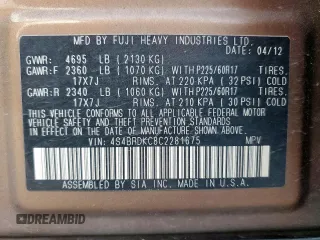 MFD BY FUJI HEAVY INDUSTRIES LTD.
DATE: 04/12
GVWR: 4695 LB (2130 KG)
GAWR:F 2360 LB (1070 KG) WITH P225/60R17 TIRES.
17X7J RIMS, AT 220 KPA (32 PSI) COLD
GAWR:R 2340 LB (1060 KG) WITH P225/60R17 TIRES.
17X7J RIMS, AT 210 KPA (30 PSI) COLD
THIS VEHICLE CONFORMS TO ALL APPLICABLE FEDERAL MOTOR
VEHICLE SAFETY AND THEFT PREVENTION STANDARDS IN EFFECT
ON THE DATE OF MANUFACTURE SHOWN ABOVE.
VIN: 4S4BRDKC8C2281675 MPV
ASSEMBLED BY SIA INC. MADE IN U.S.A.
DREAMBID